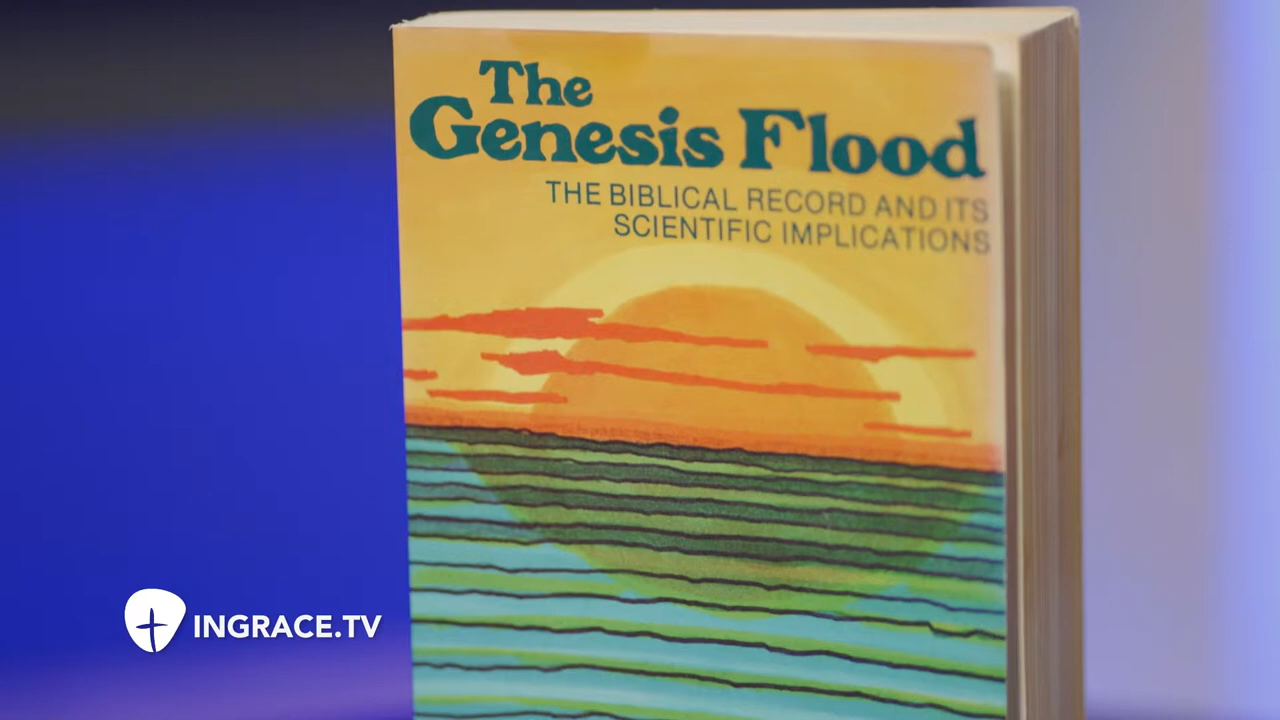 The
Genesis Flood
THE BIBLICAL RECORD AND ITS
SCIENTIFIC IMPLICATIONS
INGRACE.TV